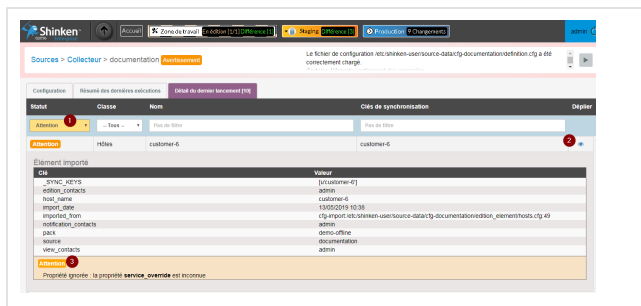 Shinken
Accueil
Zone de travail En édition [1/1] Différence [1]
Staging Différence [3]
Production 9 Changements
admin
Sources > Collecteur > documentation Avertissement
Le fichier de configuration /etc/shinken-user/source-data/cfg-documentation/definition.cfg a été
correctement chargé.
Configuration
Résumé des dernières exécutions
Détail du dernier lancement [10]
Statut Classe Nom Clés de synchronisation Déplier
Attention 1 -- Tous -- Pas de filtre Pas de filtre
2
Attention Hôtes customer-6 customer-6
Élément importé
Clé Valeur
_SYNC_KEYS [u'customer-6']
edition_contacts admin
host_name customer-6
import_date 13/05/2019 10:38
imported_from cfg-import:/etc/shinken-user/source-data/cfg-documentation/edition_element/hosts.cfg:49
notification_contacts admin
pack demo-offline
source documentation
view_contacts admin
Attention 3
Propriété ignorée : la propriété service_override est inconnue